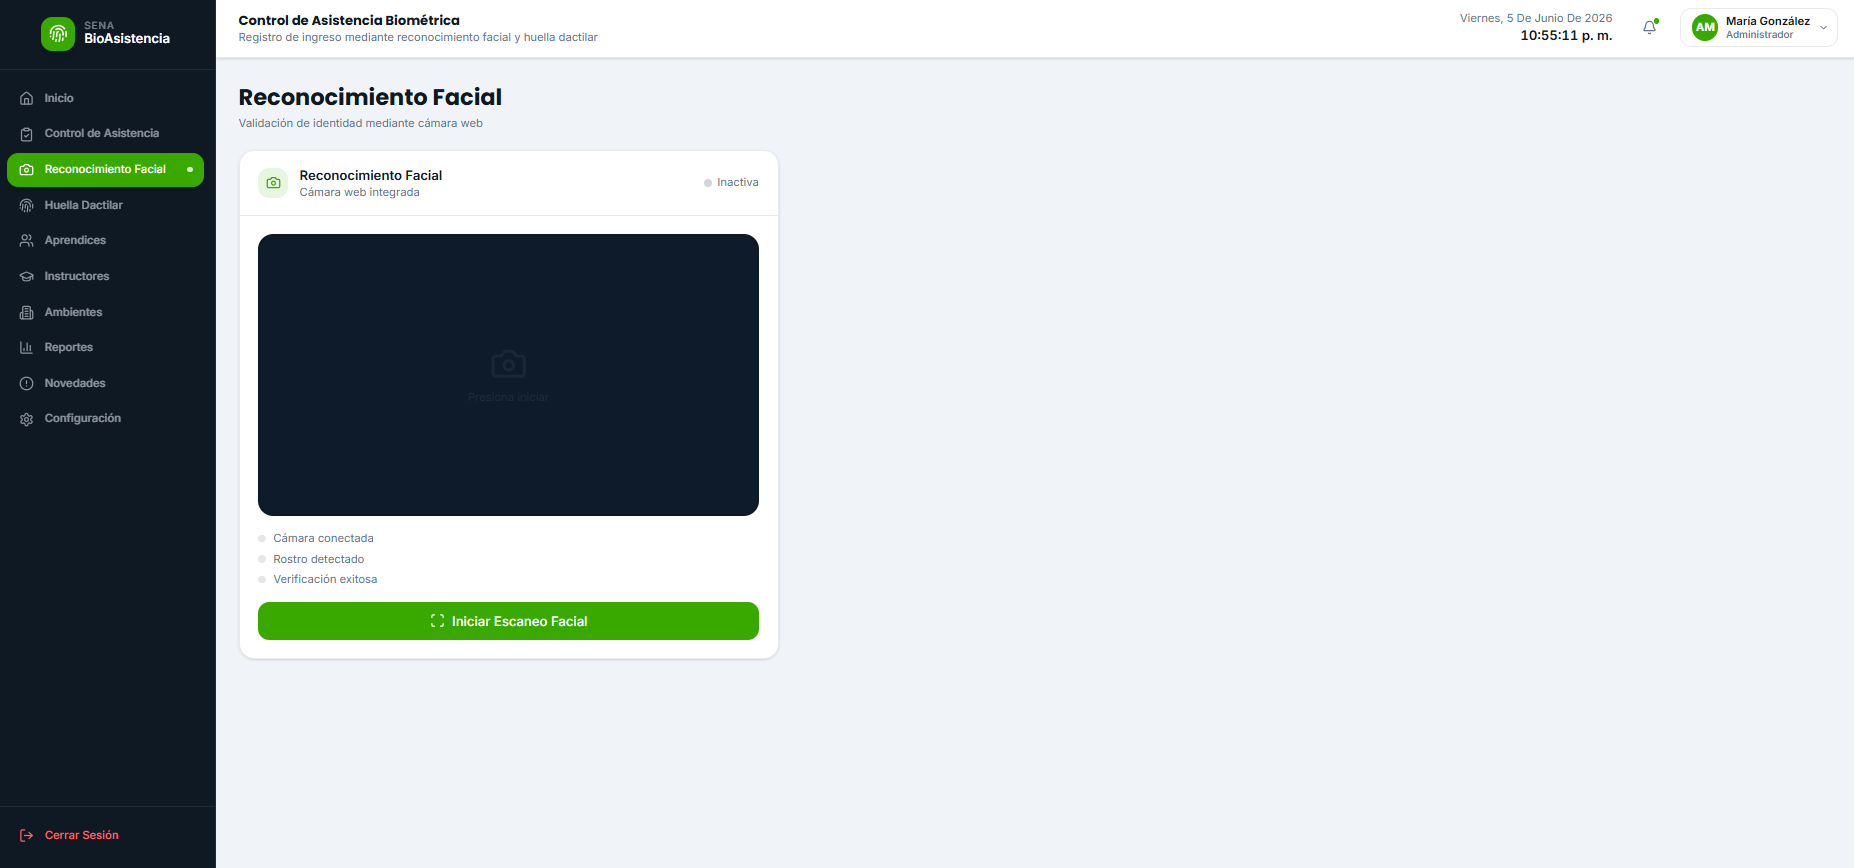 SENA
BioAsistencia
Inicio
Control de Asistencia
Reconocimiento Facial
Huella Dactilar
Aprendices
Instructores
Ambientes
Reportes
Novedades
Configuración
Cerrar Sesión
Control de Asistencia Biométrica
Registro de ingreso mediante reconocimiento facial y huella dactilar
Viernes, 5 De Junio De 2026
10:55:11 p. m.
AM
María González
Administrador
Reconocimiento Facial
Validación de identidad mediante cámara web
Reconocimiento Facial
Cámara web integrada
Inactiva
Presiona iniciar
Cámara conectada
Rostro detectado
Verificación exitosa
Iniciar Escaneo Facial